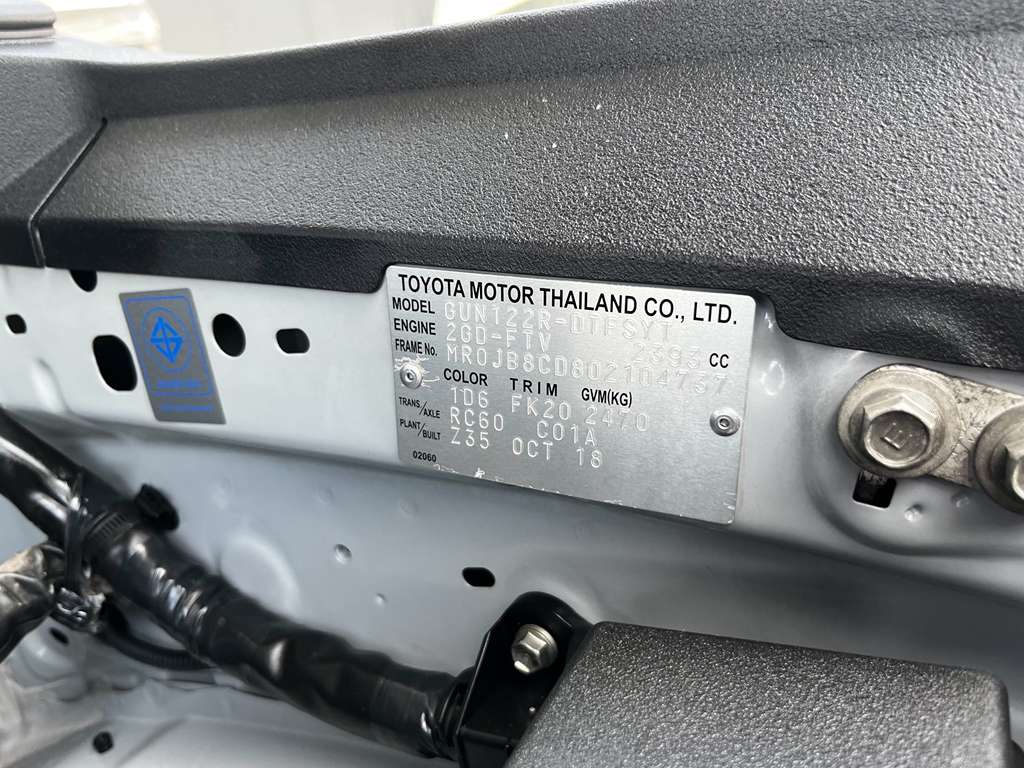 TOYOTA MOTOR THAILAND CO., LTD.
MODEL GUN122R-DTFSYT
ENGINE 2GD-FTV 2393 CC
FRAME No. MR0JB8CD802104737
COLOR TRIM GVM(KG)
1D6 FK20 2470
TRANS/AXLE RC60 C01A
PLANT/BUILT Z35 OCT 18
02060
E